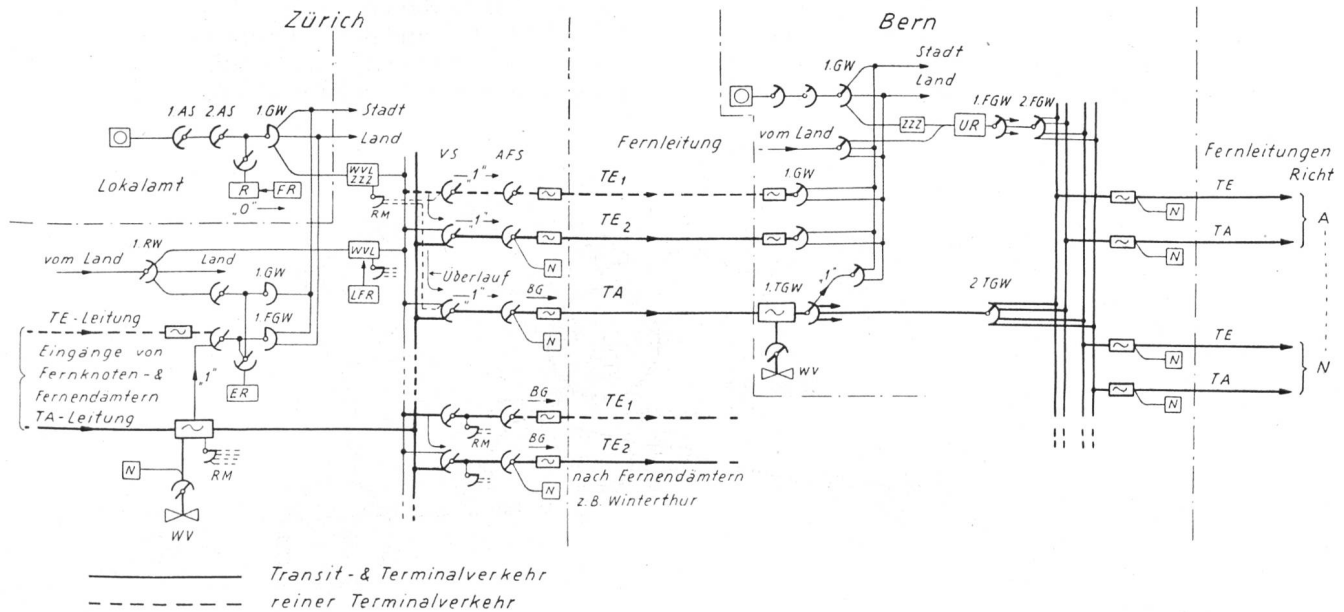 Zürich
Bern
1.AS 2.AS 1.GW
Stadt
Land
Lokalamt
R FR
„0"
WVL
ZZZ
RM
VS AFS
„1"
Fernleitung
TE1
1.GW
Stadt
Land
ZZZ
UR
1.FGW 2.FGW
vom Land
1.GW
Fernleitungen
Richt
TE
N
A
TA
N
1.RW
vom Land
Land
1.GW
WVL
LFR
„1"
TE2
N
Überlauf
„1"
BG
TA
N
1.TGW
„1"
2.TGW
WV
TE-Leitung
1.FGW
Eingänge von
Fernknoten- &
Fernendämtern
TA-Leitung
„1"
ER
N
RM
WV
BG
TE1
RM
BG
TE2
N
nach Fernendämtern
z.B. Winterthur
TE
N
N
TA
N
Transit- & Terminalverkehr
reiner Terminalverkehr